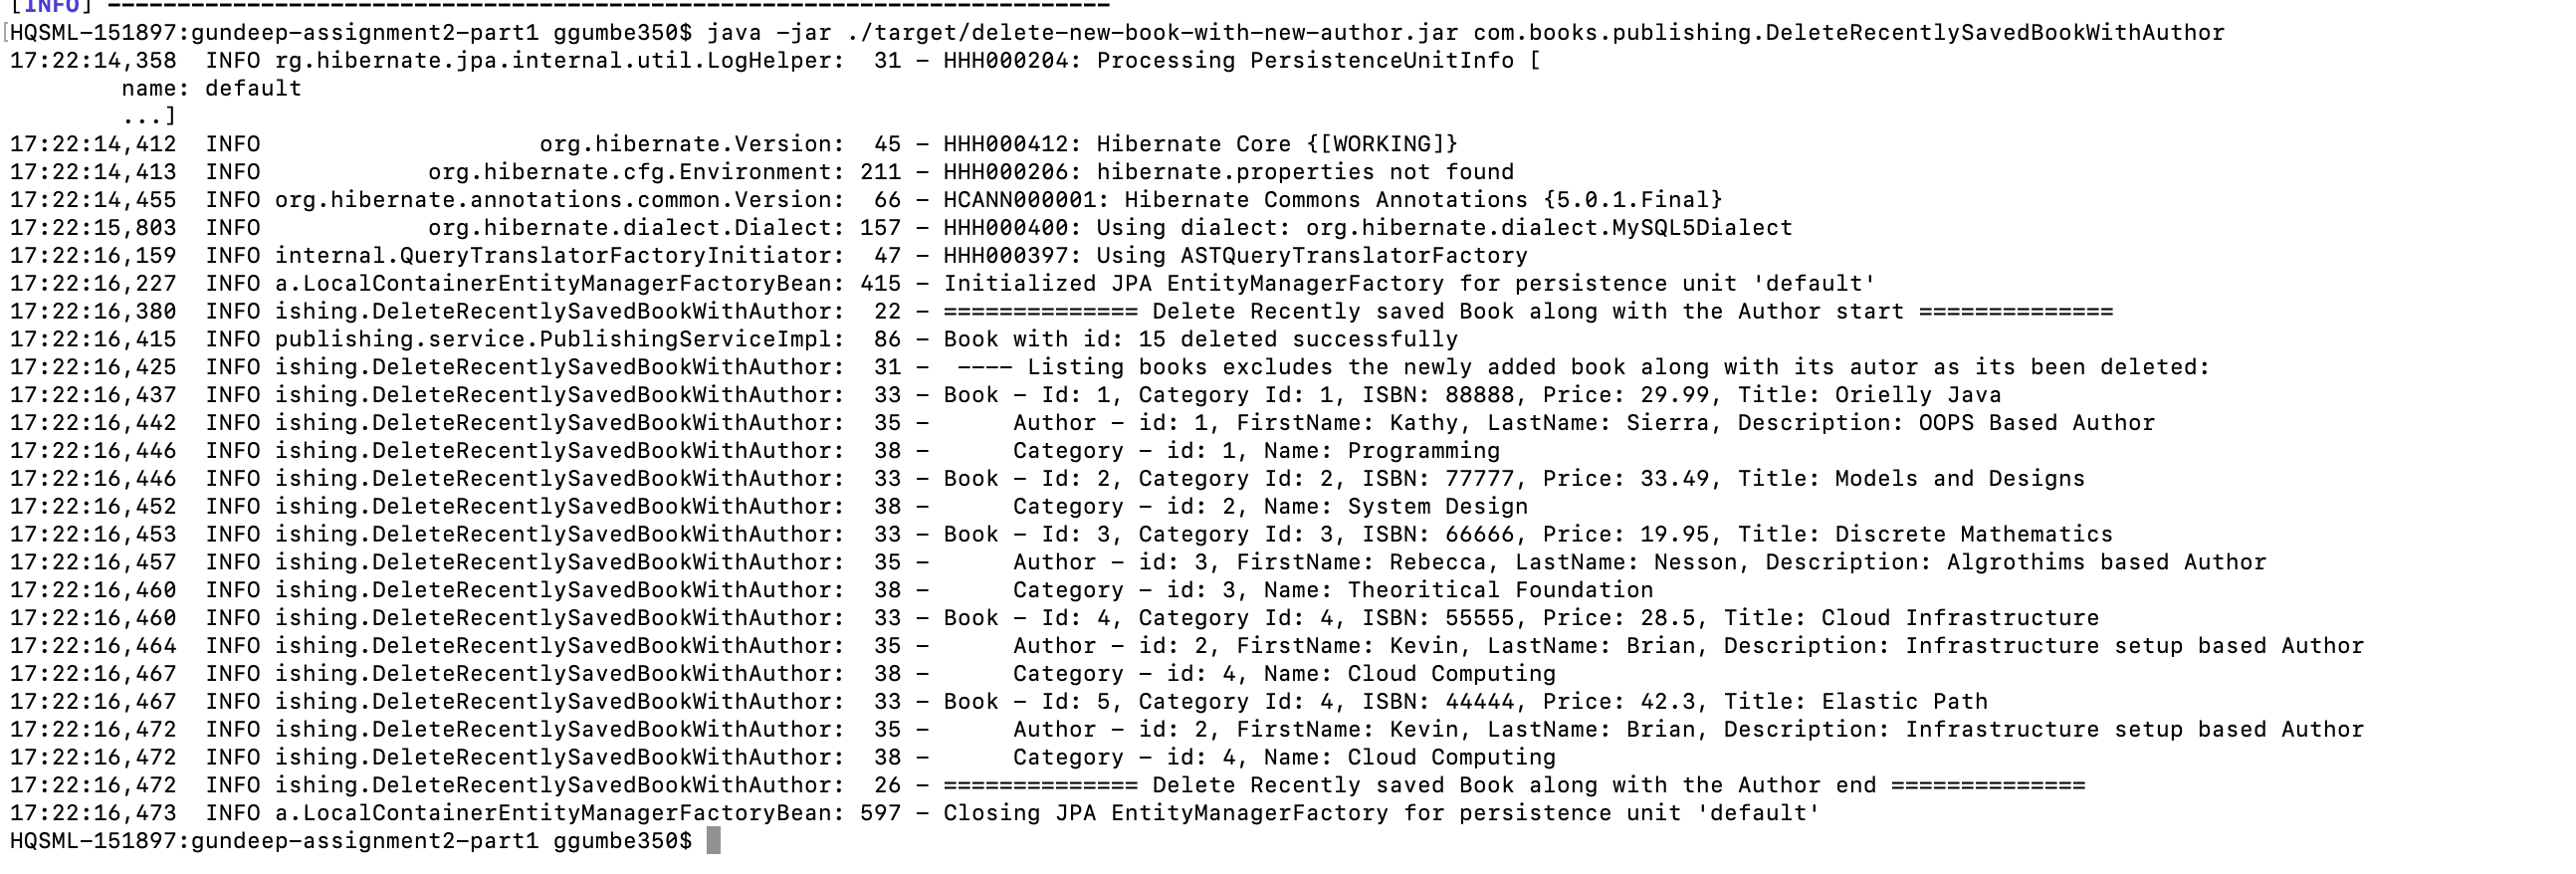 [INFO] ------------------------------------------------------------------------
[HQSML-151897:gundeep-assignment2-part1 ggumbe350$ java -jar ./target/delete-new-book-with-new-author.jar com.books.publishing.DeleteRecentlySavedBookWithAuthor
17:22:14,358  INFO rg.hibernate.jpa.internal.util.LogHelper:  31 - HHH000204: Processing PersistenceUnitInfo [
        name: default
        ...]
17:22:14,412  INFO                    org.hibernate.Version:  45 - HHH000412: Hibernate Core {[WORKING]}
17:22:14,413  INFO            org.hibernate.cfg.Environment: 211 - HHH000206: hibernate.properties not found
17:22:14,455  INFO org.hibernate.annotations.common.Version:  66 - HCANN000001: Hibernate Commons Annotations {5.0.1.Final}
17:22:15,803  INFO            org.hibernate.dialect.Dialect: 157 - HHH000400: Using dialect: org.hibernate.dialect.MySQL5Dialect
17:22:16,159  INFO internal.QueryTranslatorFactoryInitiator:  47 - HHH000397: Using ASTQueryTranslatorFactory
17:22:16,227  INFO a.LocalContainerEntityManagerFactoryBean: 415 - Initialized JPA EntityManagerFactory for persistence unit 'default'
17:22:16,380  INFO ishing.DeleteRecentlySavedBookWithAuthor:  22 - ============== Delete Recently saved Book along with the Author start ==============
17:22:16,415  INFO publishing.service.PublishingServiceImpl:  86 - Book with id: 15 deleted successfully
17:22:16,425  INFO ishing.DeleteRecentlySavedBookWithAuthor:  31 -  ---- Listing books excludes the newly added book along with its autor as its been deleted:
17:22:16,437  INFO ishing.DeleteRecentlySavedBookWithAuthor:  33 - Book - Id: 1, Category Id: 1, ISBN: 88888, Price: 29.99, Title: Orielly Java
17:22:16,442  INFO ishing.DeleteRecentlySavedBookWithAuthor:  35 -      Author - id: 1, FirstName: Kathy, LastName: Sierra, Description: OOPS Based Author
17:22:16,446  INFO ishing.DeleteRecentlySavedBookWithAuthor:  38 -      Category - id: 1, Name: Programming
17:22:16,446  INFO ishing.DeleteRecentlySavedBookWithAuthor:  33 - Book - Id: 2, Category Id: 2, ISBN: 77777, Price: 33.49, Title: Models and Designs
17:22:16,452  INFO ishing.DeleteRecentlySavedBookWithAuthor:  38 -      Category - id: 2, Name: System Design
17:22:16,453  INFO ishing.DeleteRecentlySavedBookWithAuthor:  33 - Book - Id: 3, Category Id: 3, ISBN: 66666, Price: 19.95, Title: Discrete Mathematics
17:22:16,457  INFO ishing.DeleteRecentlySavedBookWithAuthor:  35 -      Author - id: 3, FirstName: Rebecca, LastName: Nesson, Description: Algrothims based Author
17:22:16,460  INFO ishing.DeleteRecentlySavedBookWithAuthor:  38 -      Category - id: 3, Name: Theoritical Foundation
17:22:16,460  INFO ishing.DeleteRecentlySavedBookWithAuthor:  33 - Book - Id: 4, Category Id: 4, ISBN: 55555, Price: 28.5, Title: Cloud Infrastructure
17:22:16,464  INFO ishing.DeleteRecentlySavedBookWithAuthor:  35 -      Author - id: 2, FirstName: Kevin, LastName: Brian, Description: Infrastructure setup based Author
17:22:16,467  INFO ishing.DeleteRecentlySavedBookWithAuthor:  38 -      Category - id: 4, Name: Cloud Computing
17:22:16,467  INFO ishing.DeleteRecentlySavedBookWithAuthor:  33 - Book - Id: 5, Category Id: 4, ISBN: 44444, Price: 42.3, Title: Elastic Path
17:22:16,472  INFO ishing.DeleteRecentlySavedBookWithAuthor:  35 -      Author - id: 2, FirstName: Kevin, LastName: Brian, Description: Infrastructure setup based Author
17:22:16,472  INFO ishing.DeleteRecentlySavedBookWithAuthor:  38 -      Category - id: 4, Name: Cloud Computing
17:22:16,472  INFO ishing.DeleteRecentlySavedBookWithAuthor:  26 - ============== Delete Recently saved Book along with the Author end ==============
17:22:16,473  INFO a.LocalContainerEntityManagerFactoryBean: 597 - Closing JPA EntityManagerFactory for persistence unit 'default'
HQSML-151897:gundeep-assignment2-part1 ggumbe350$